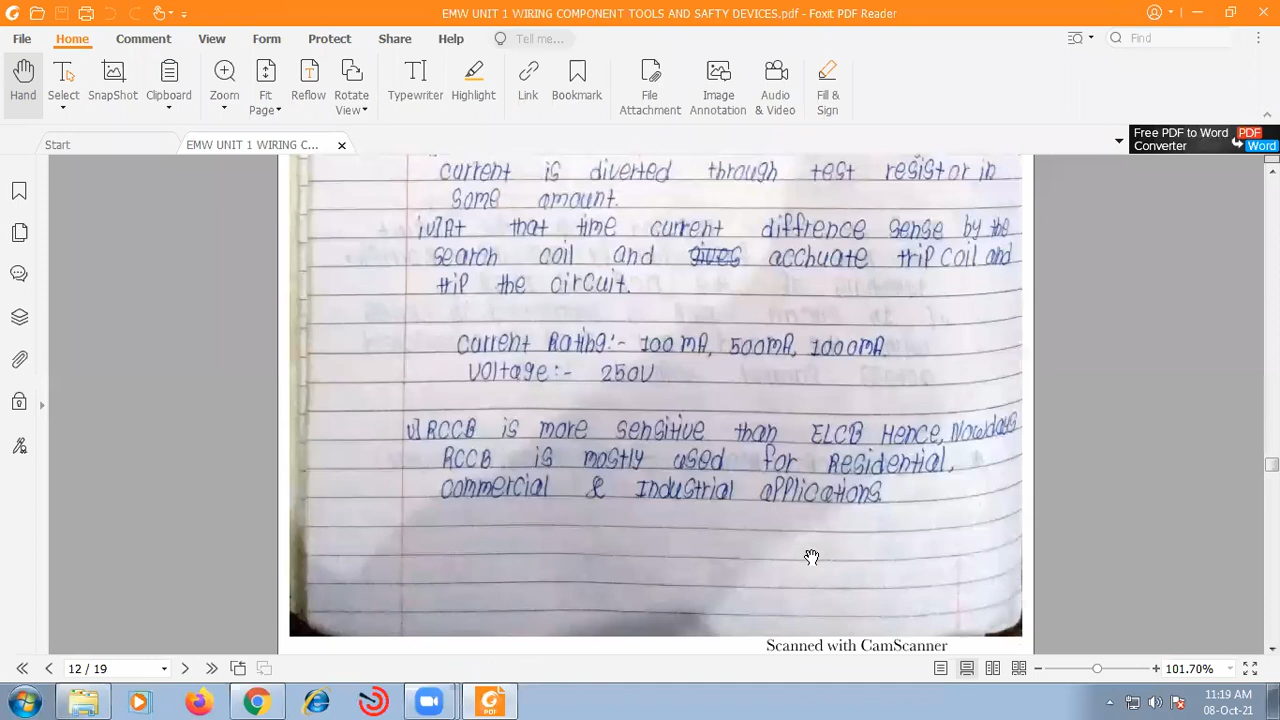 EMW UNIT 1 WIRING COMPONENT TOOLS AND SAFTY DEVICES.pdf - Foxit PDF Reader
File Home Comment View Form Protect Share Help Tell me... Find
Hand Select SnapShot Clipboard Zoom Fit Page Reflow Rotate View Typewriter Highlight Link Bookmark File Attachment Image Annotation Audio & Video Fill & Sign
Start EMW UNIT 1 WIRING C...
Free PDF to Word Converter PDF Word
current is diverted through test resistor in
some amount.
iv) At that time current diffrence sense by the
search coil and acchuate trip coil and
trip the circuit.
Current Rating:- 100 mA, 500mA, 1000mA.
Voltage:- 250V
v) RCCB is more sensitive than ELCB Hence, Nowdays
RCCB is mostly used for Residential,
commercial & Industrial applications.
Scanned with CamScanner
12 / 19 101.70%
PDF
11:19 AM
08-Oct-21